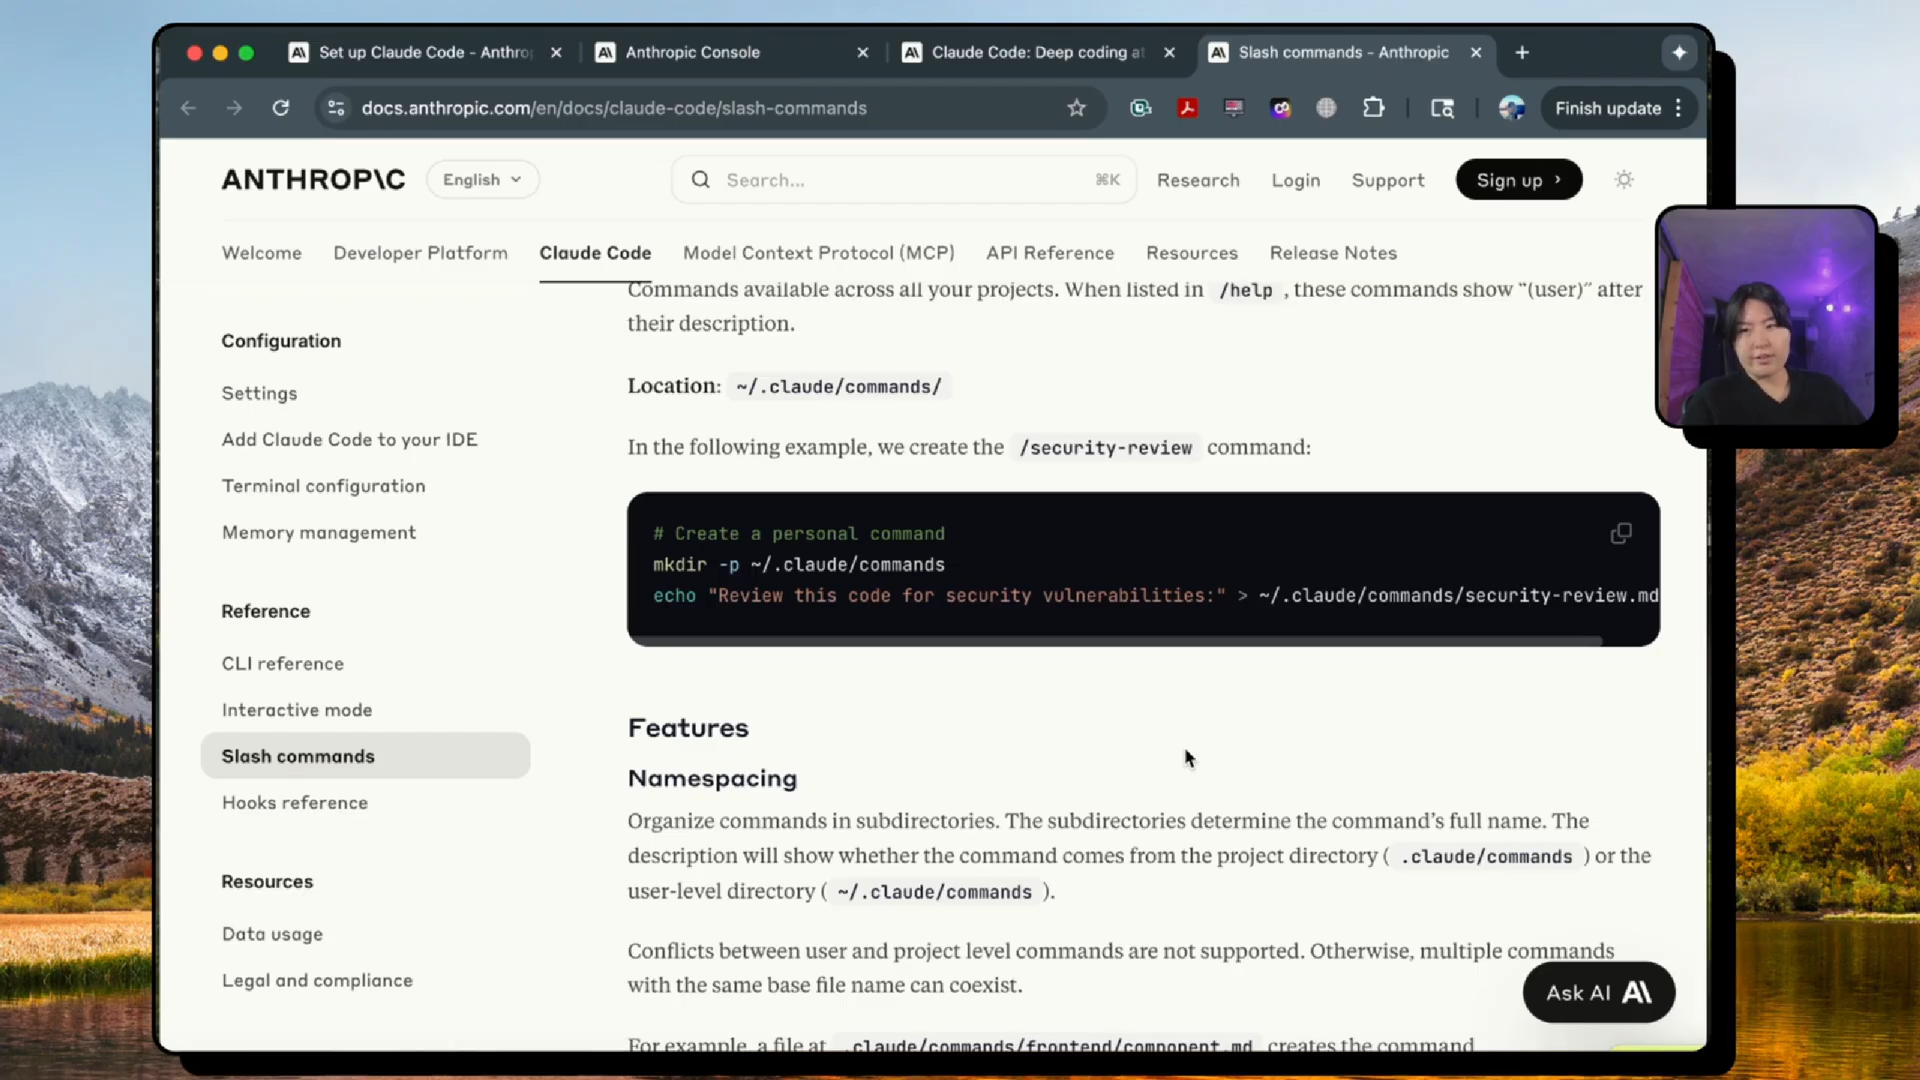 Set up Claude Code - Anthro
Anthropic Console
Claude Code: Deep coding at
Slash commands - Anthropic
docs.anthropic.com/en/docs/claude-code/slash-commands
Finish update
ANTHROP\C
English
Search...
⌘K
Research
Login
Support
Sign up ›
Welcome
Developer Platform
Claude Code
Model Context Protocol (MCP)
API Reference
Resources
Release Notes
Configuration
Settings
Add Claude Code to your IDE
Terminal configuration
Memory management
Reference
CLI reference
Interactive mode
Slash commands
Hooks reference
Resources
Data usage
Legal and compliance
Commands available across all your projects. When listed in /help , these commands show “(user)” after
their description.
Location: ~/.claude/commands/
In the following example, we create the /security-review command:
# Create a personal command
mkdir -p ~/.claude/commands
echo "Review this code for security vulnerabilities:" > ~/.claude/commands/security-review.md
Features
Namespacing
Organize commands in subdirectories. The subdirectories determine the command’s full name. The
description will show whether the command comes from the project directory ( .claude/commands ) or the
user-level directory ( ~/.claude/commands ).
Conflicts between user and project level commands are not supported. Otherwise, multiple commands
with the same base file name can coexist.
For example, a file at .claude/commands/frontend/component.md creates the command
Ask AI